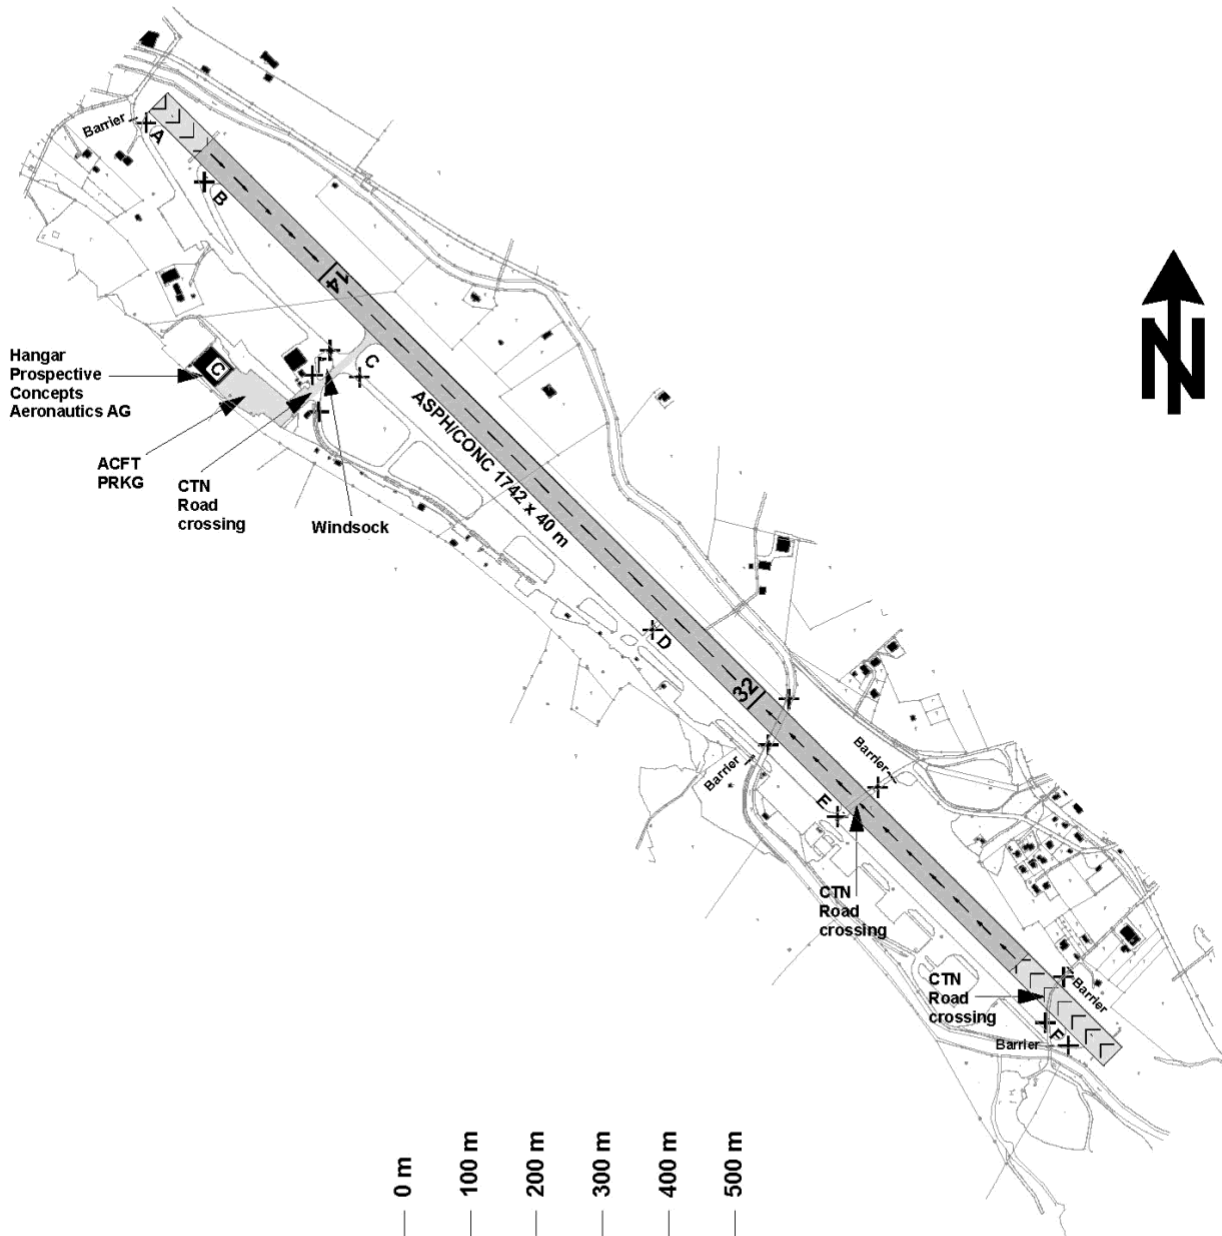 Barrier
A
B
14
C
Hangar
Prospective
Concepts
Aeronautics AG
C
ACFT
PRKG
CTN
Road
crossing
Windsock
ASPH/CONC 1742 x 40 m
N
D
32
Barrier
Barrier
E
CTN
Road
crossing
CTN
Road
crossing
Barrier
F
Barrier
0 m
100 m
200 m
300 m
400 m
500 m